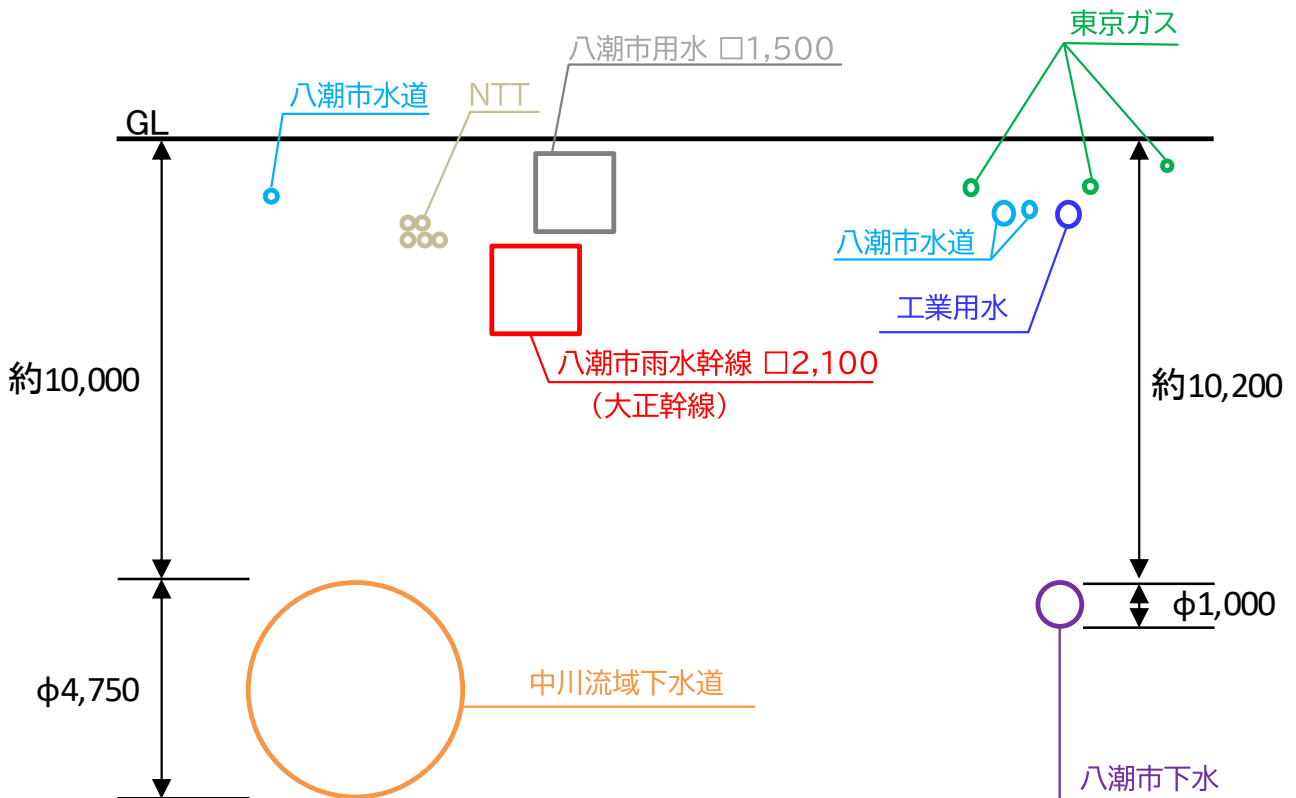 東京ガス
八潮市用水 □1,500
八潮市水道
NTT
GL
八潮市水道
工業用水
八潮市雨水幹線 □2,100
（大正幹線）
約10,000
約10,200
φ1,000
φ4,750
中川流域下水道
八潮市下水